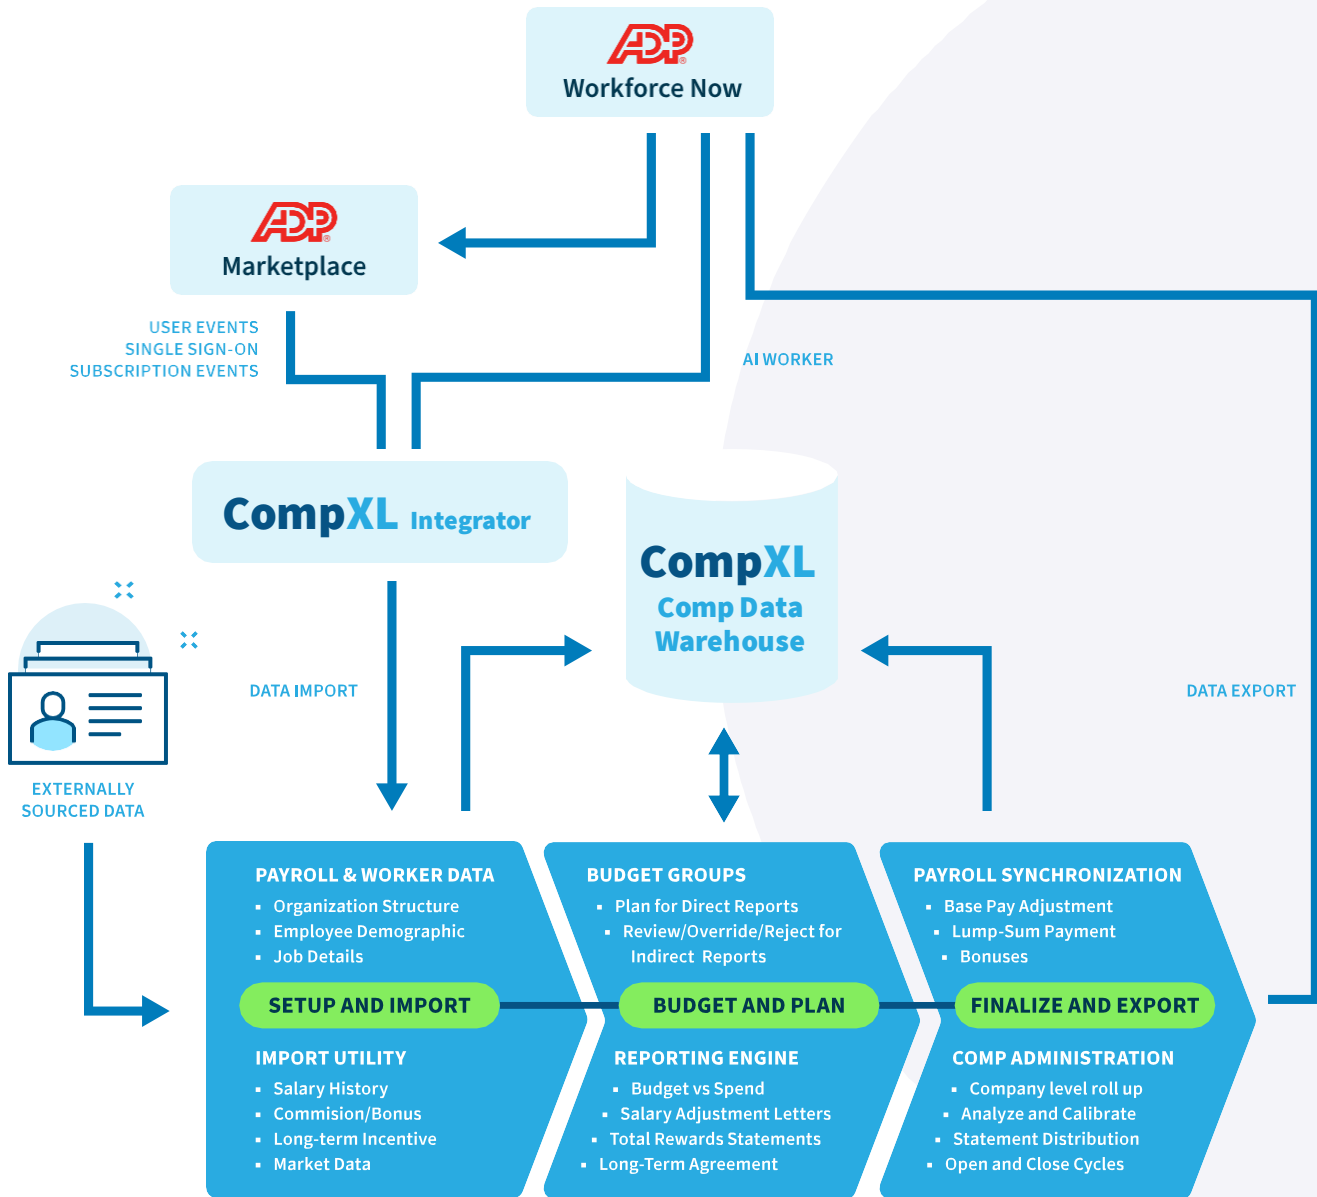 ADP
Workforce Now
ADP
Marketplace
USER EVENTS
SINGLE SIGN-ON
SUBSCRIPTION EVENTS
AI WORKER
CompXL Integrator
CompXL
Comp Data
Warehouse
DATA IMPORT
DATA EXPORT
EXTERNALLY
SOURCED DATA
PAYROLL & WORKER DATA
▪ Organization Structure
▪ Employee Demographic
▪ Job Details
SETUP AND IMPORT
IMPORT UTILITY
▪ Salary History
▪ Commision/Bonus
▪ Long-term Incentive
▪ Market Data
BUDGET GROUPS
▪ Plan for Direct Reports
▪ Review/Override/Reject for
Indirect Reports
BUDGET AND PLAN
REPORTING ENGINE
▪ Budget vs Spend
▪ Salary Adjustment Letters
▪ Total Rewards Statements
▪ Long-Term Agreement
PAYROLL SYNCHRONIZATION
▪ Base Pay Adjustment
▪ Lump-Sum Payment
▪ Bonuses
FINALIZE AND EXPORT
COMP ADMINISTRATION
▪ Company level roll up
▪ Analyze and Calibrate
▪ Statement Distribution
▪ Open and Close Cycles